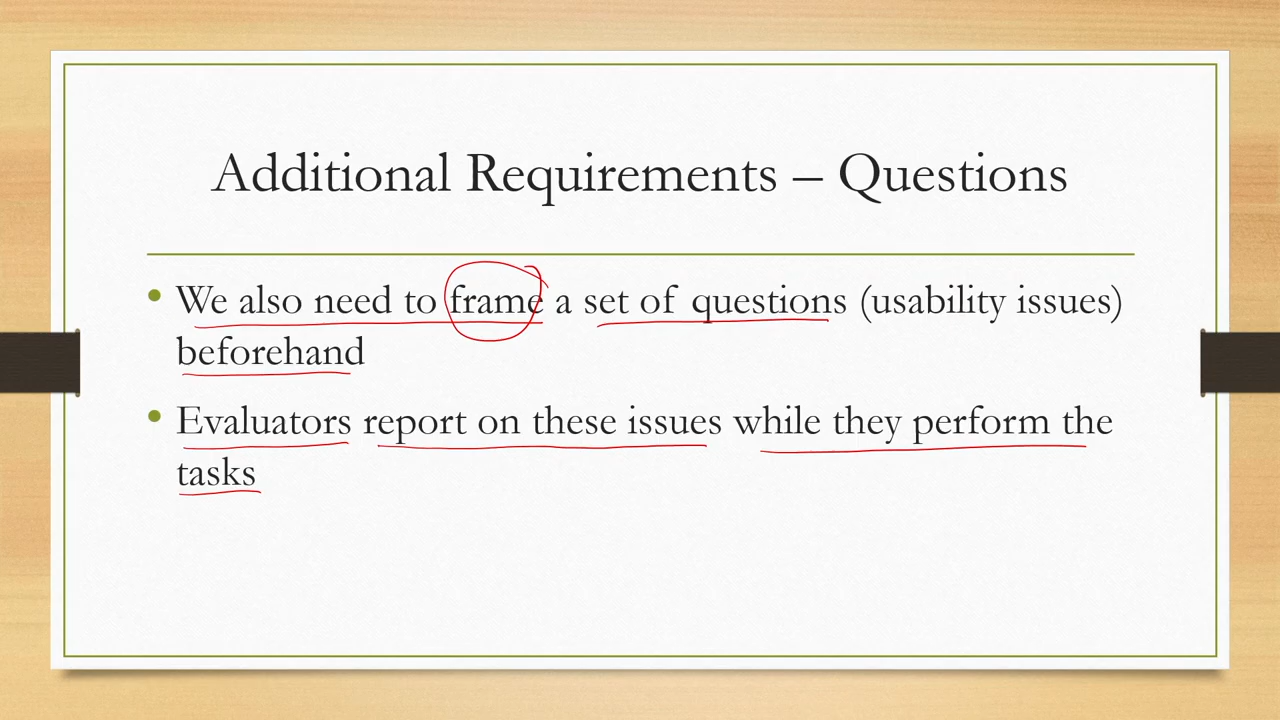 Additional Requirements – Questions
• We also need to frame a set of questions (usability issues)
beforehand
• Evaluators report on these issues while they perform the
tasks